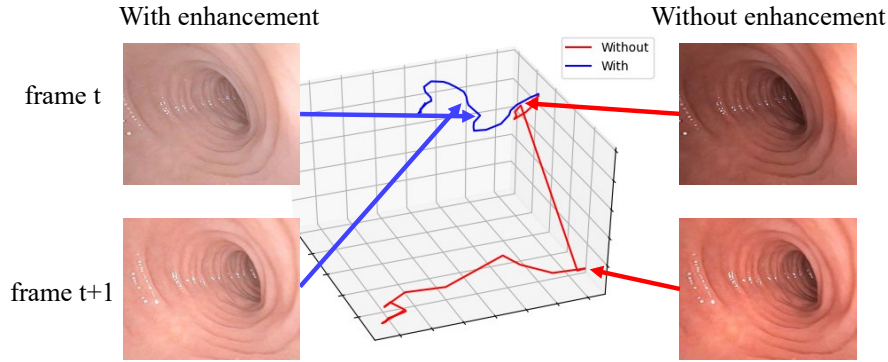 With enhancement
Without enhancement
Without
With
frame t
frame t+1